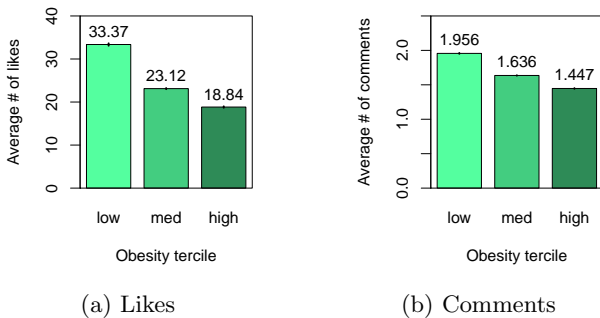 Average # of likes
40
30
20
10
0
33.37
23.12
18.84
low med high
Obesity tercile
(a) Likes
Average # of comments
2.0
1.0
0.0
1.956
1.636
1.447
low med high
Obesity tercile
(b) Comments